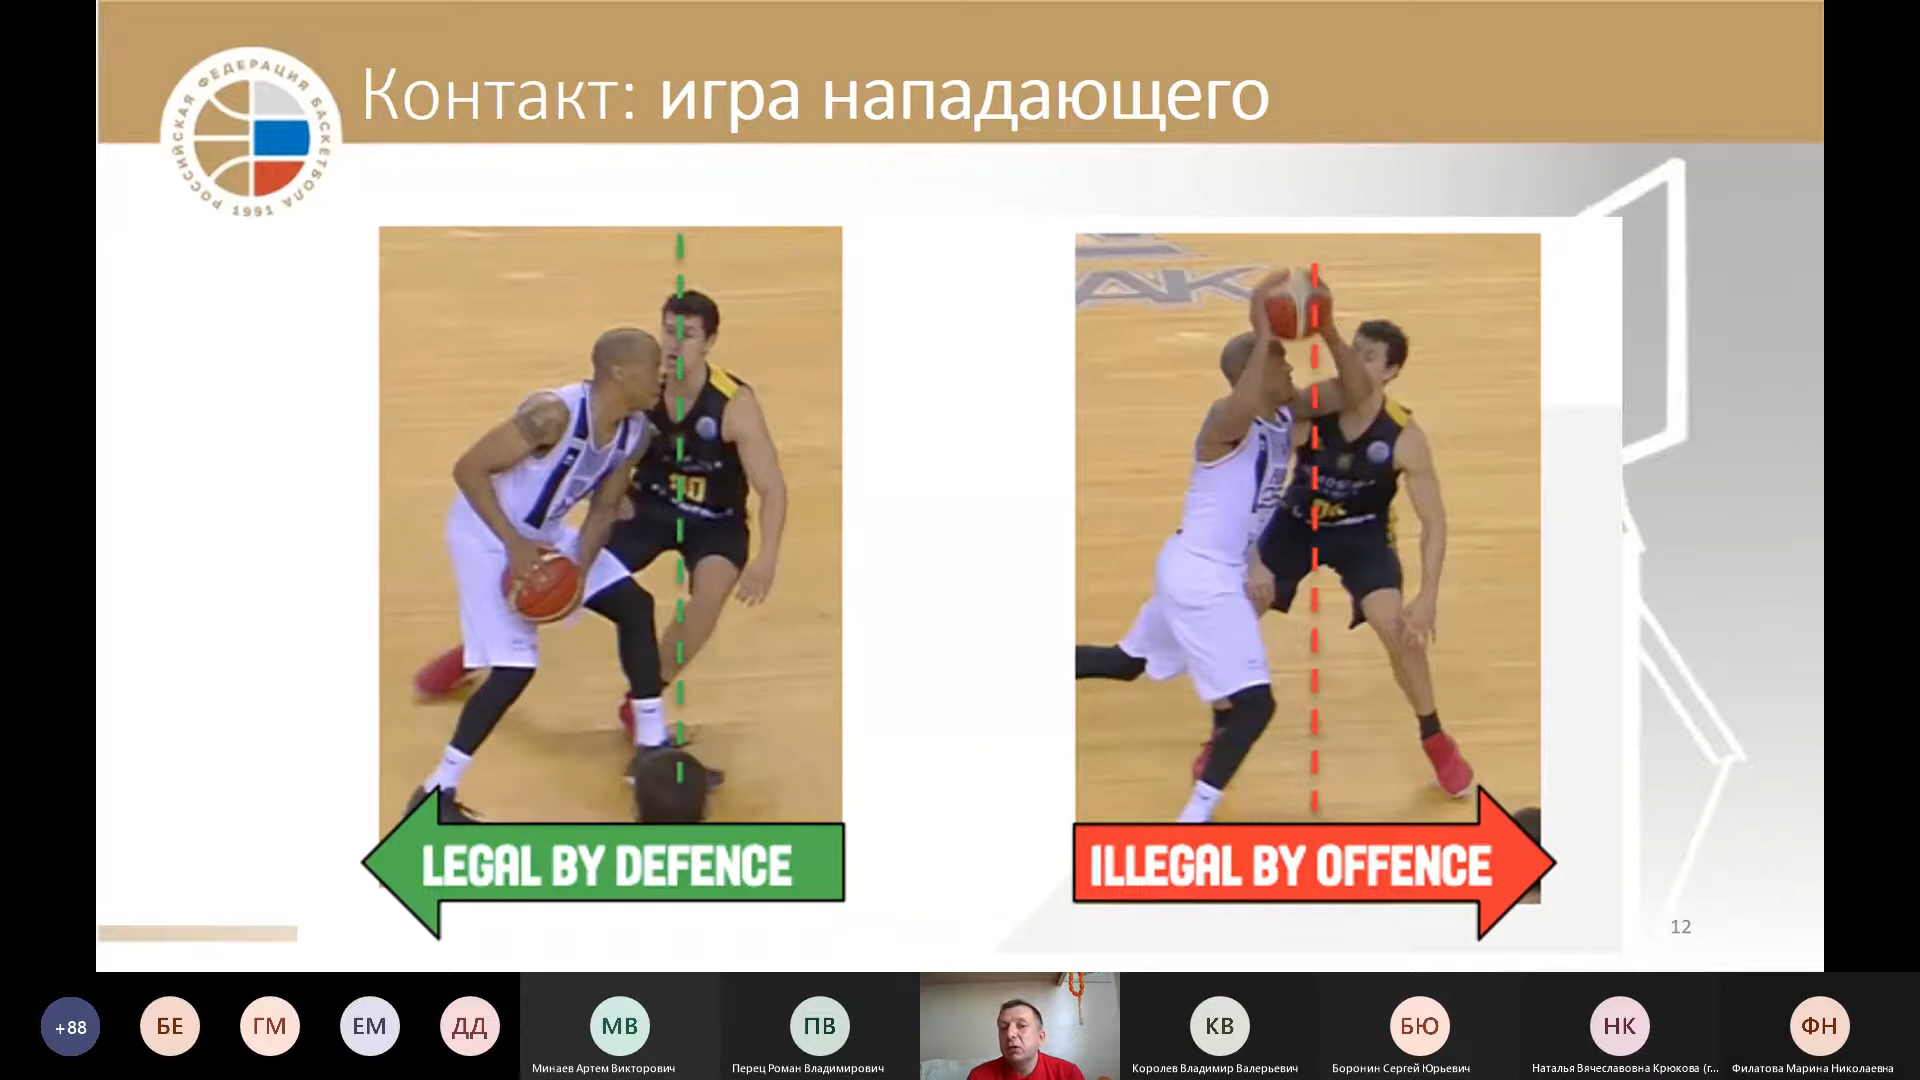 РОССИЙСКАЯ ФЕДЕРАЦИЯ БАСКЕТБОЛА
1991
Контакт: игра нападающего
LEGAL BY DEFENCE
ILLEGAL BY OFFENCE
12
+88
БЕ
ГМ
ЕМ
ДД
МВ
ПВ
КВ
БЮ
НК
ФН
Минаев Артем Викторович
Перец Роман Владимирович
Королев Владимир Валерьевич
Боронин Сергей Юрьевич
Наталья Вячеславовна Крюкова (г...
Филатова Марина Николаевна